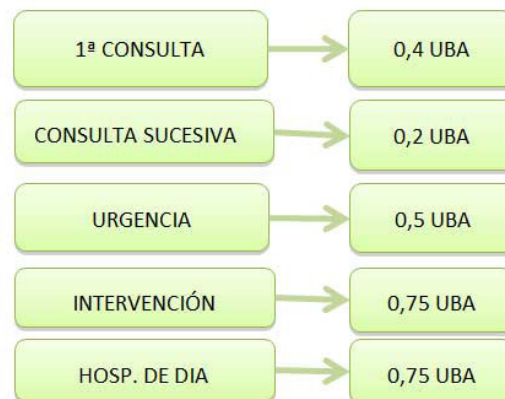 1ª CONSULTA 0,4 UBA
CONSULTA SUCESIVA 0,2 UBA
URGENCIA 0,5 UBA
INTERVENCIÓN 0,75 UBA
HOSP. DE DIA 0,75 UBA